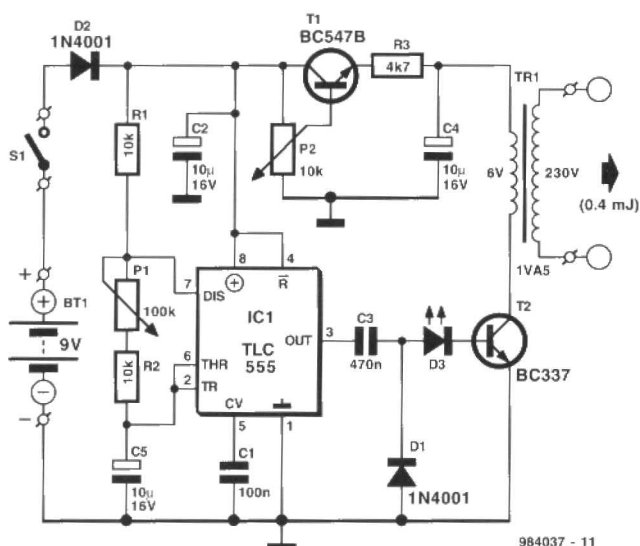 T1
BC547B
D2
1N4001
R3
4k7
TR1
R1
10k
C2
10µ
16V
P2
10k
C4
10µ
16V
6V
230V
(0.4 mJ)
1VA5
S1
+
BT1
9V
–
P1
100k
R2
10k
C5
10µ
16V
8
4
R
7
DIS
IC1
TLC
555
OUT
3
6
THR
2
TR
CV
5
1
C1
100n
C3
470n
D3
T2
BC337
D1
1N4001
984037 - 11